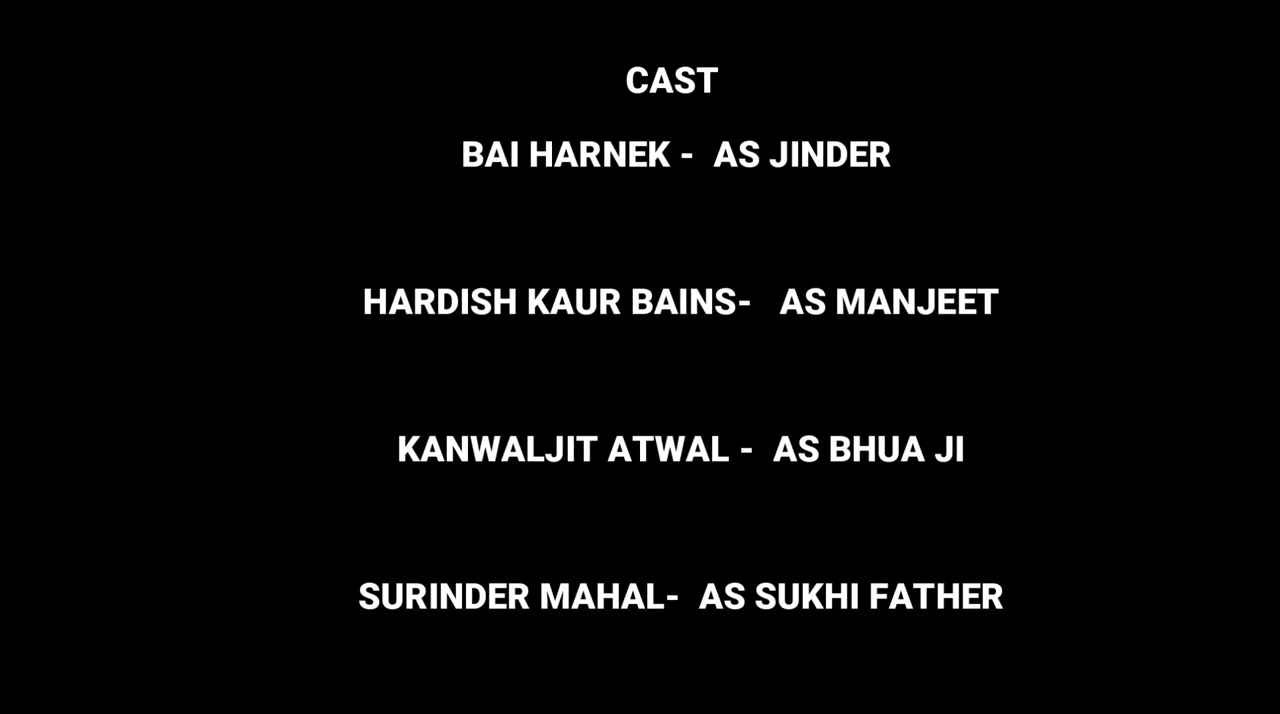 CAST
BAI HARNEK -  AS JINDER
HARDISH KAUR BAINS-   AS MANJEET
KANWALJIT ATWAL -  AS BHUA JI
SURINDER MAHAL-  AS SUKHI FATHER